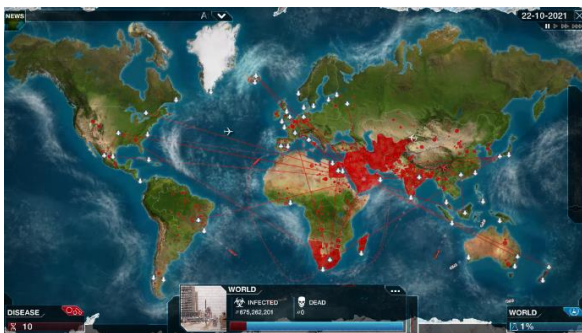 NEWS
A
22-10-2021
WORLD
INFECTED
DEAD
675,262,201
0
DISEASE
10
WORLD
1%